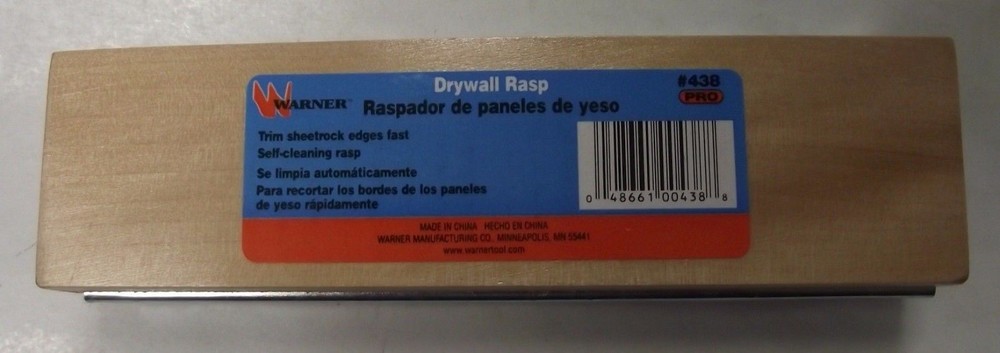 Drywall Rasp
#438
WARNER
Raspador de paneles de yeso
PRO
Trim sheetrock edges fast
Self-cleaning rasp
Se limpia automáticamente
Para recortar los bordes de los paneles
de yeso rápidamente
0 48661 00438 8
MADE IN CHINA HECHO EN CHINA
WARNER MANUFACTURING CO., MINNEAPOLIS, MN 55441
www.warnertool.com